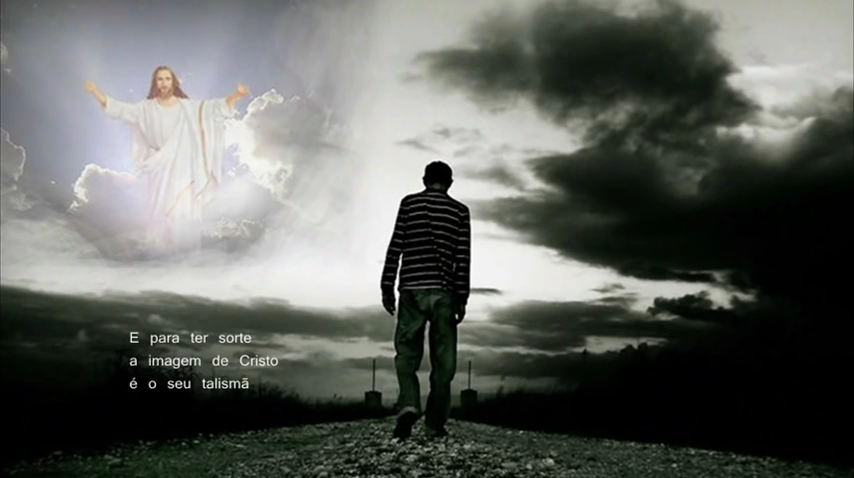 E para ter sorte
a imagem de Cristo
é o seu talismã